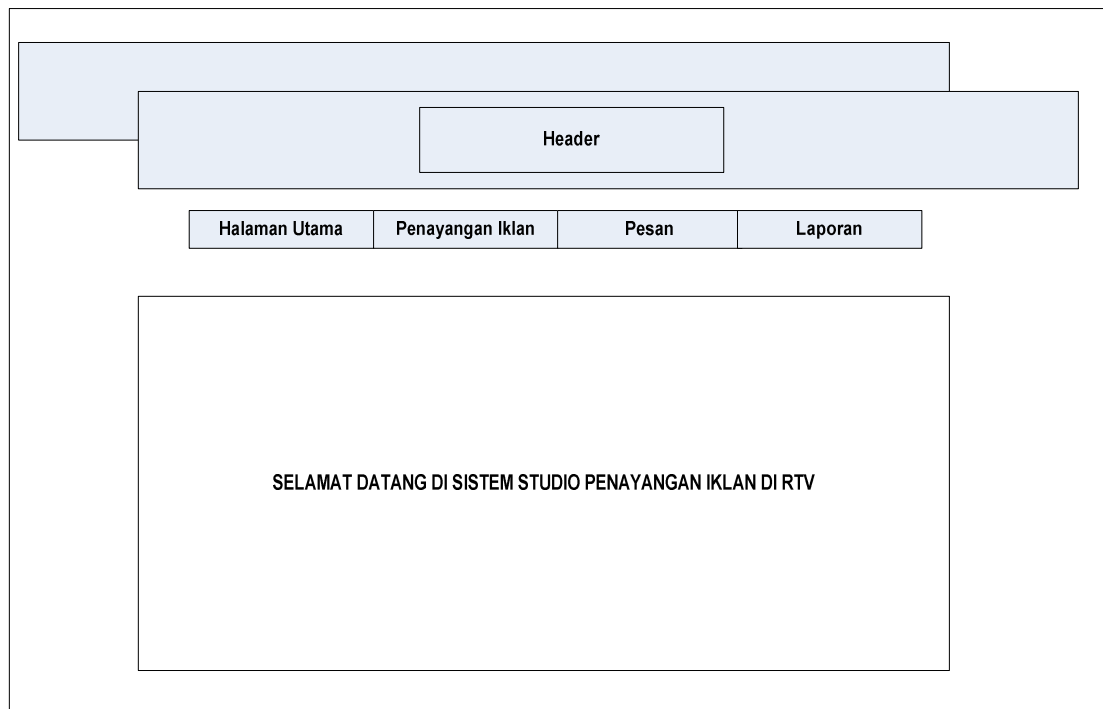 Header
Halaman Utama Penayangan Iklan Pesan Laporan
SELAMAT DATANG DI SISTEM STUDIO PENAYANGAN IKLAN DI RTV